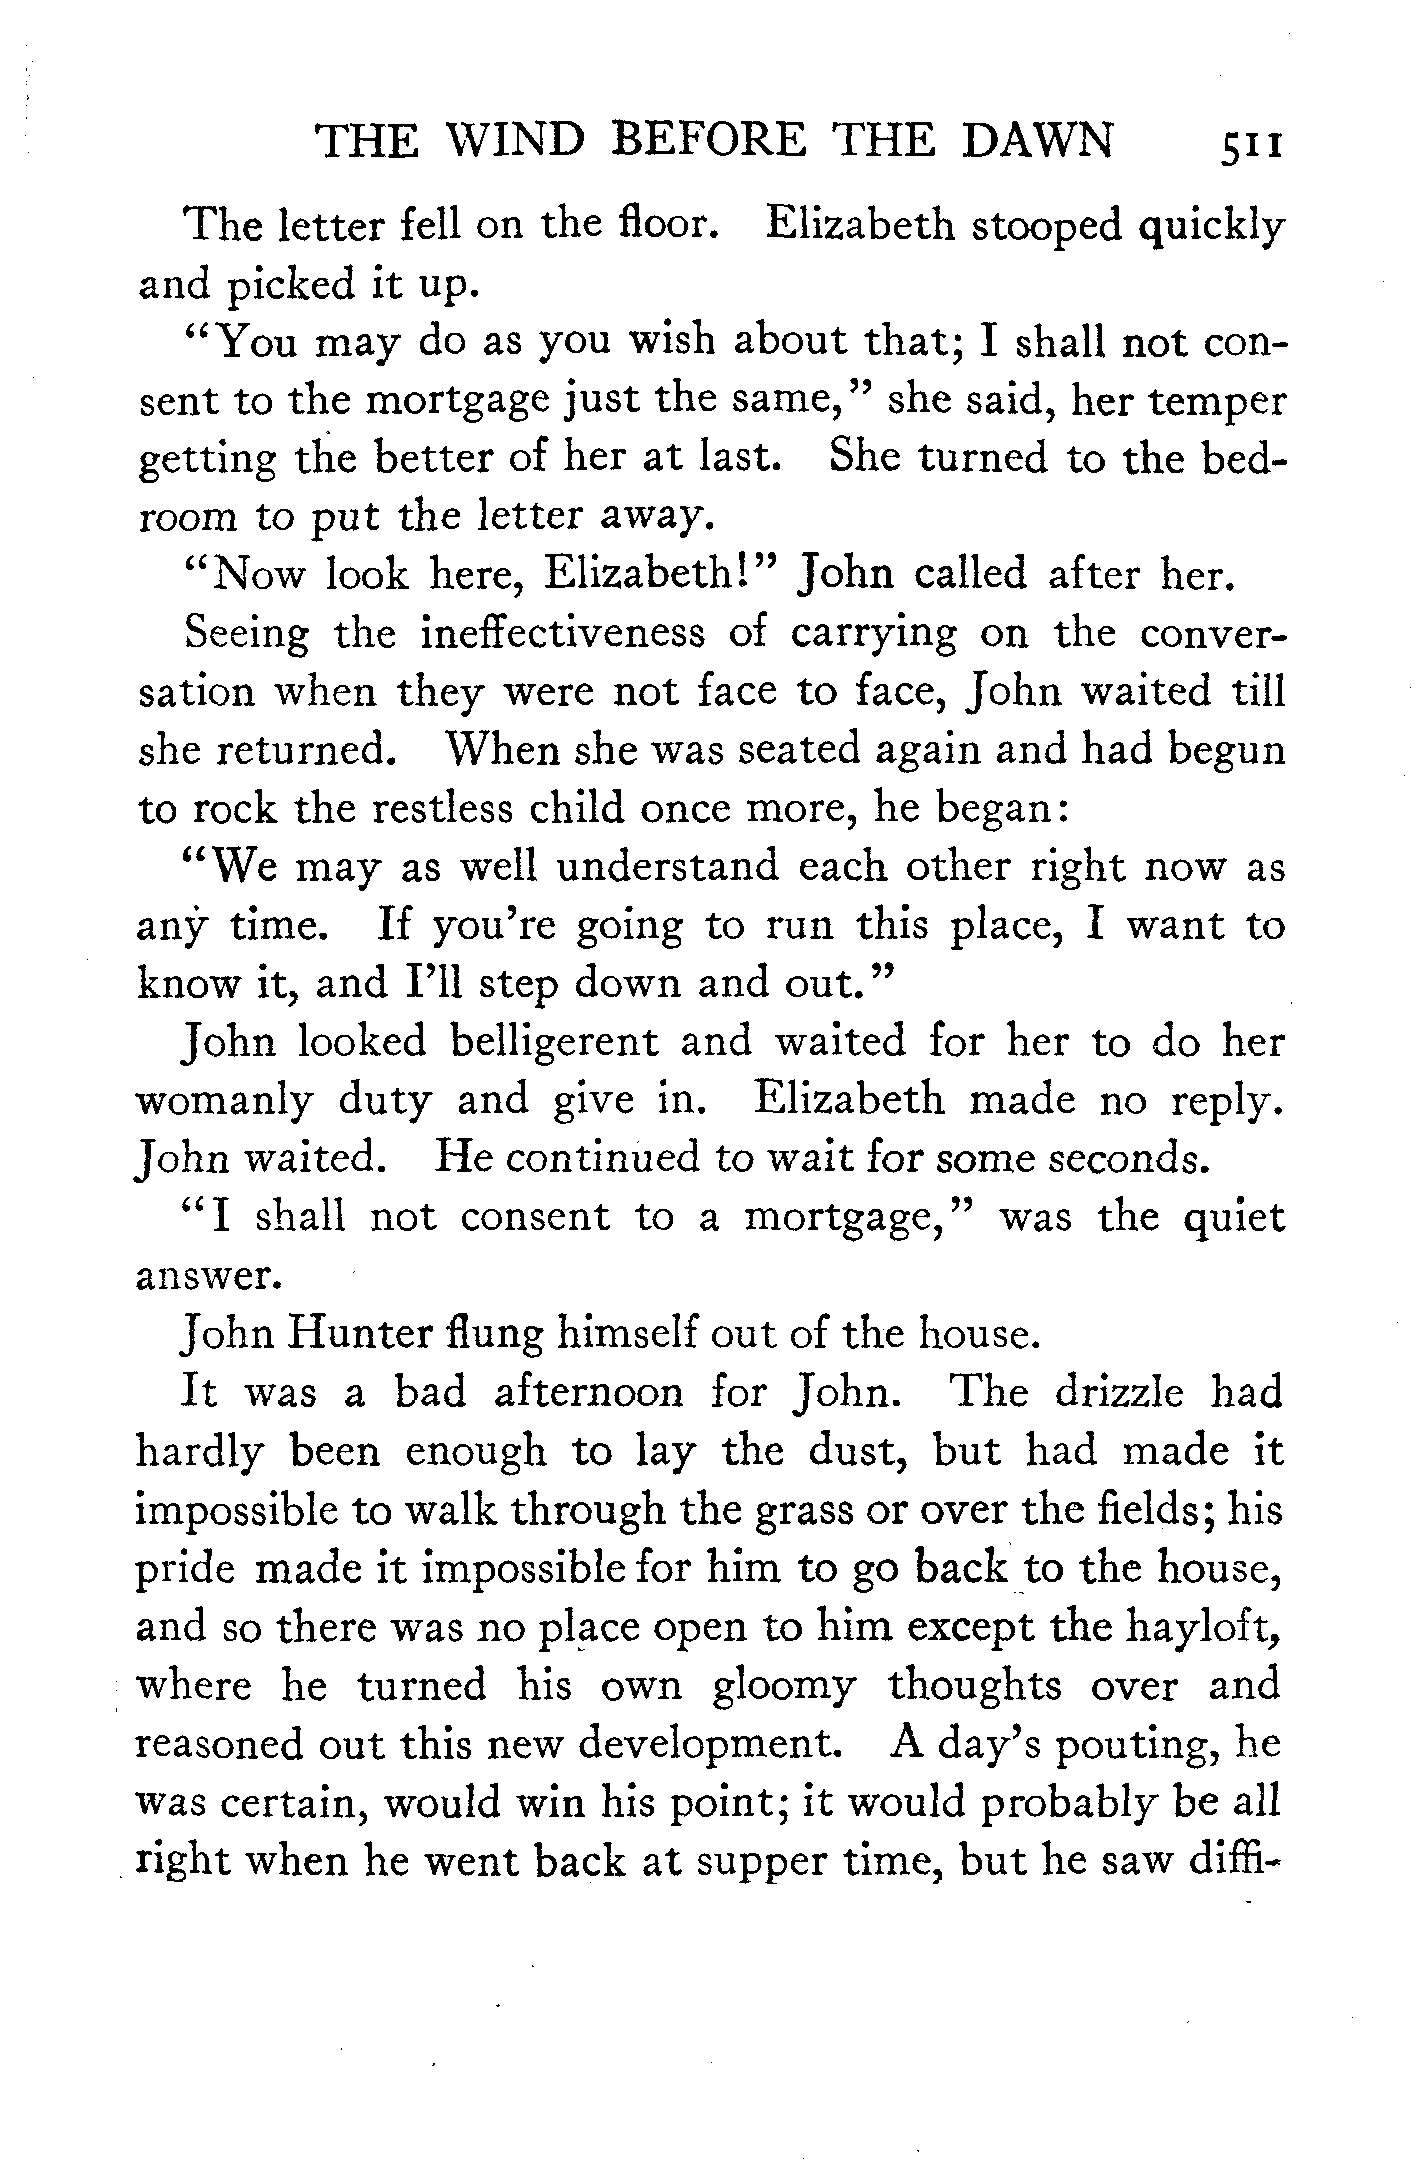 THE WIND BEFORE THE DAWN 511
The letter fell on the floor. Elizabeth stooped quickly
and picked it up.
“You may do as you wish about that; I shall not con-
sent to the mortgage just the same,” she said, her temper
getting the better of her at last. She turned to the bed-
room to put the letter away.
“Now look here, Elizabeth!” John called after her.
Seeing the ineffectiveness of carrying on the conver-
sation when they were not face to face, John waited till
she returned. When she was seated again and had begun
to rock the restless child once more, he began:
“We may as well understand each other right now as
any time. If you’re going to run this place, I want to
know it, and I’ll step down and out.”
John looked belligerent and waited for her to do her
womanly duty and give in. Elizabeth made no reply.
John waited. He continued to wait for some seconds.
“I shall not consent to a mortgage,” was the quiet
answer.
John Hunter flung himself out of the house.
It was a bad afternoon for John. The drizzle had
hardly been enough to lay the dust, but had made it
impossible to walk through the grass or over the fields; his
pride made it impossible for him to go back to the house,
and so there was no place open to him except the hayloft,
where he turned his own gloomy thoughts over and
reasoned out this new development. A day’s pouting, he
was certain, would win his point; it would probably be all
right when he went back at supper time, but he saw diffi-